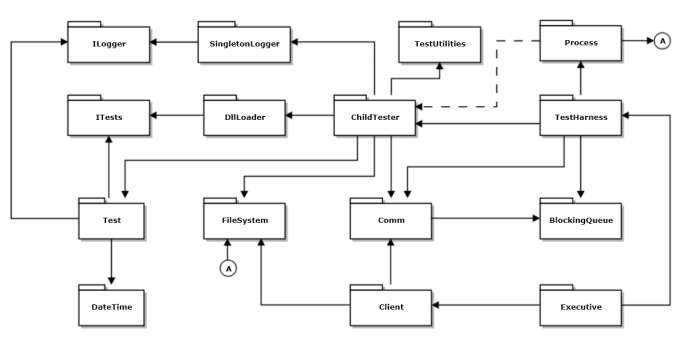 ILogger
SingletonLogger
TestUtilities
Process
A
ITests
DllLoader
ChildTester
TestHarness
Test
FileSystem
Comm
BlockingQueue
A
DateTime
Client
Executive